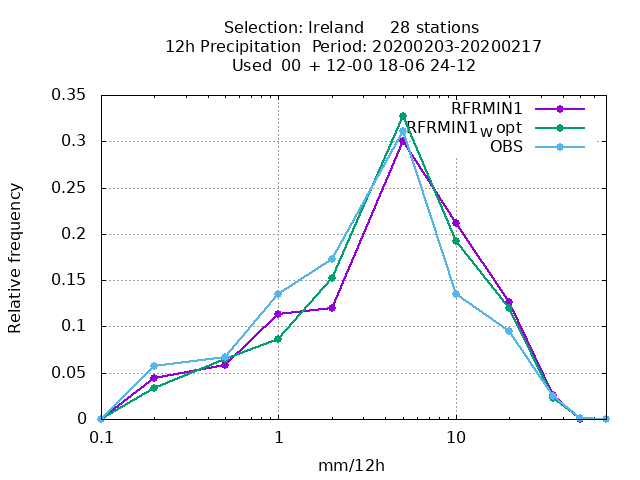 Selection: Ireland 28 stations
12h Precipitation Period: 20200203-20200217
Used 00 + 12-00 18-06 24-12
0.35
0.3
0.25
0.2
0.15
0.1
0.05
0
Relative frequency
RFRMIN1
RFRMIN1w opt
OBS
0.1 1 10
mm/12h